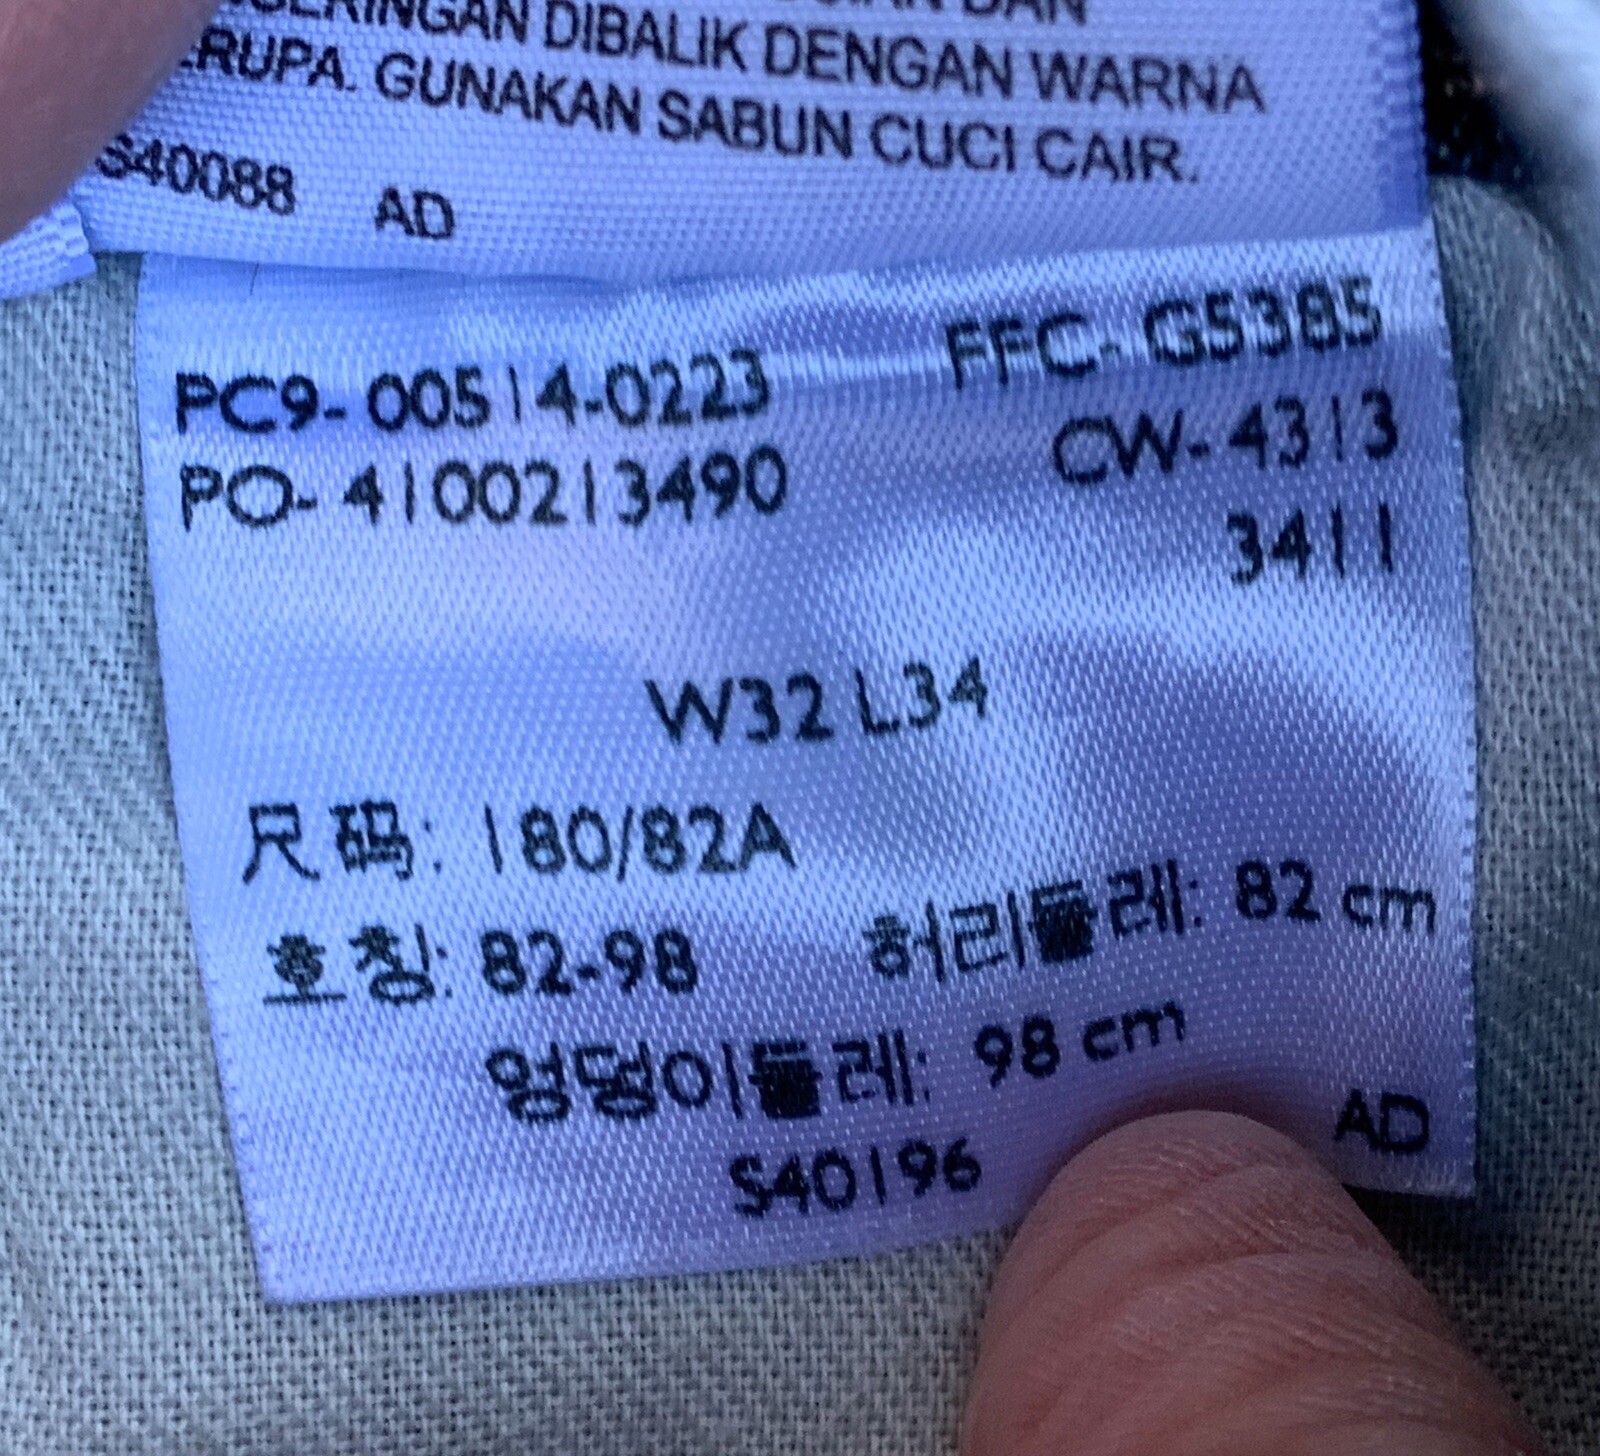 DAN
DIBALIK DENGAN WARNA
RUPA. GUNAKAN SABUN CUCI CAIR.
S40088 AD
PC9-00514-0223 FFC-G5385
PO-4100213490 CW-4313
3411
W32 L34
尺码: 180/82A
호칭: 82-98 허리둘레: 82 cm
엉덩이둘레: 98 cm
S40196 AD